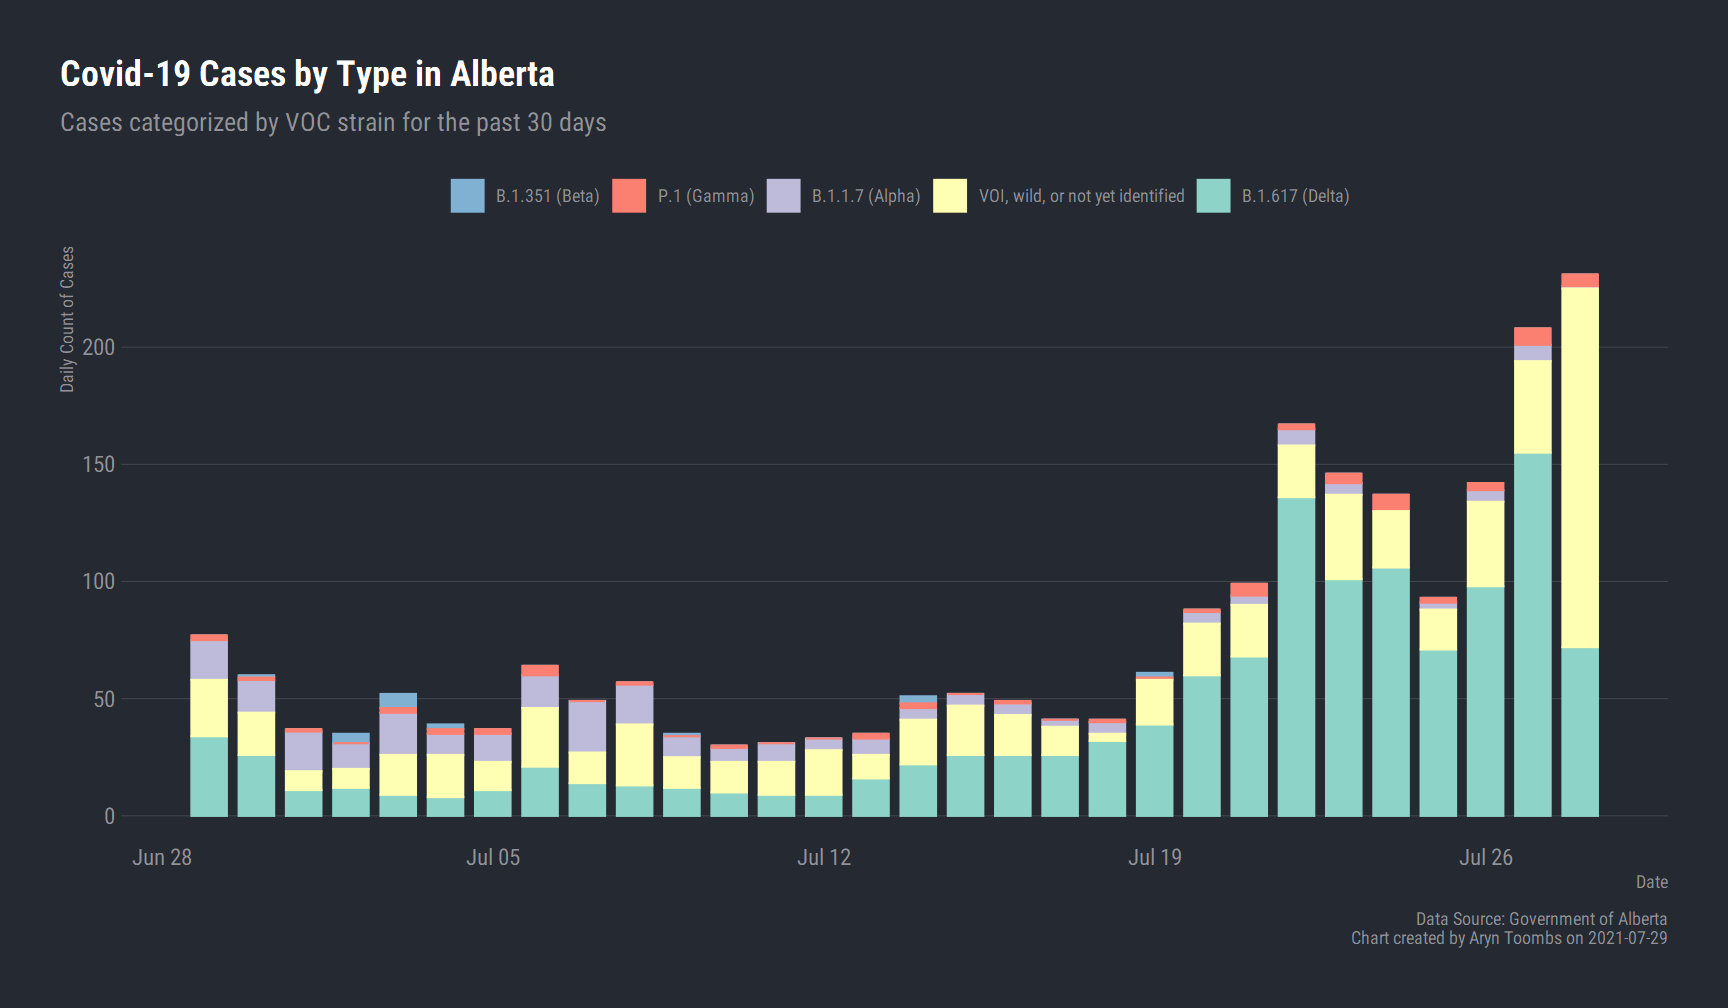 Covid-19 Cases by Type in Alberta
Cases categorized by VOC strain for the past 30 days
B.1.351 (Beta) P.1 (Gamma) B.1.1.7 (Alpha) VOI, wild, or not yet identified B.1.617 (Delta)
Daily Count of Cases
200
150
100
50
0
Jun 28 Jul 05 Jul 12 Jul 19 Jul 26
Date
Data Source: Government of Alberta
Chart created by Aryn Toombs on 2021-07-29